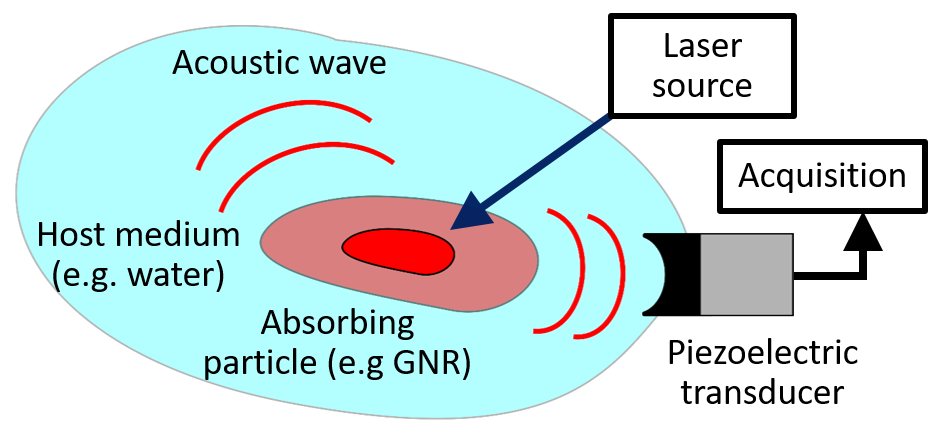 Acoustic wave
Laser
source
Acquisition
Host medium
(e.g. water)
Absorbing
particle (e.g GNR)
Piezoelectric
transducer